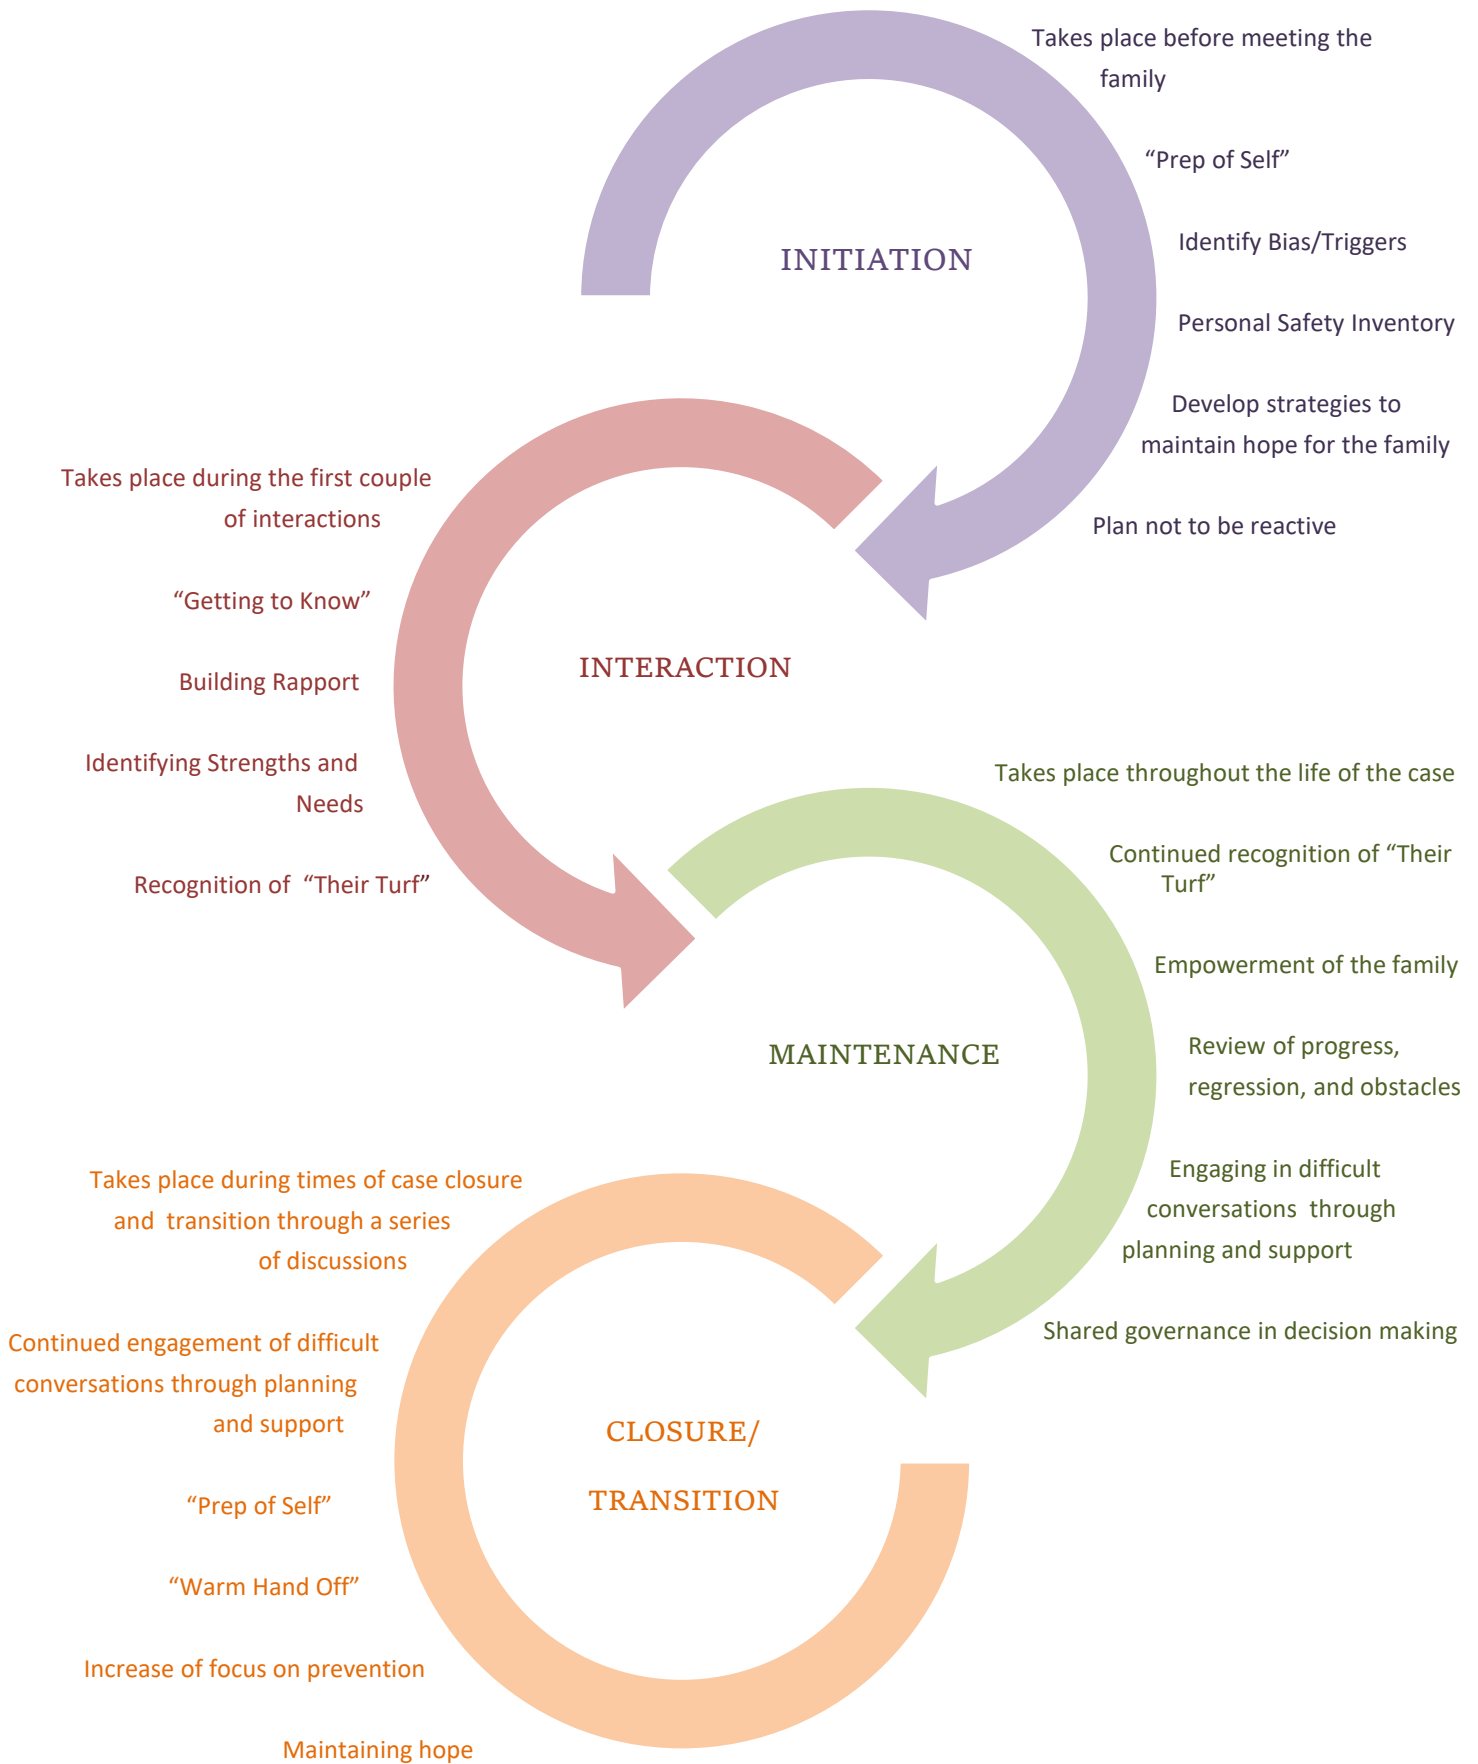 Takes place before meeting the
family
“Prep of Self”
Identify Bias/Triggers
Personal Safety Inventory
Develop strategies to
maintain hope for the family
Plan not to be reactive
INITIATION
Takes place during the first couple
of interactions
“Getting to Know”
Building Rapport
Identifying Strengths and
Needs
Recognition of “Their Turf”
INTERACTION
Takes place throughout the life of the case
Continued recognition of “Their
Turf”
Empowerment of the family
Review of progress,
regression, and obstacles
Engaging in difficult
conversations through
planning and support
Shared governance in decision making
MAINTENANCE
Takes place during times of case closure
and transition through a series
of discussions
Continued engagement of difficult
conversations through planning
and support
“Prep of Self”
“Warm Hand Off”
Increase of focus on prevention
Maintaining hope
CLOSURE/
TRANSITION